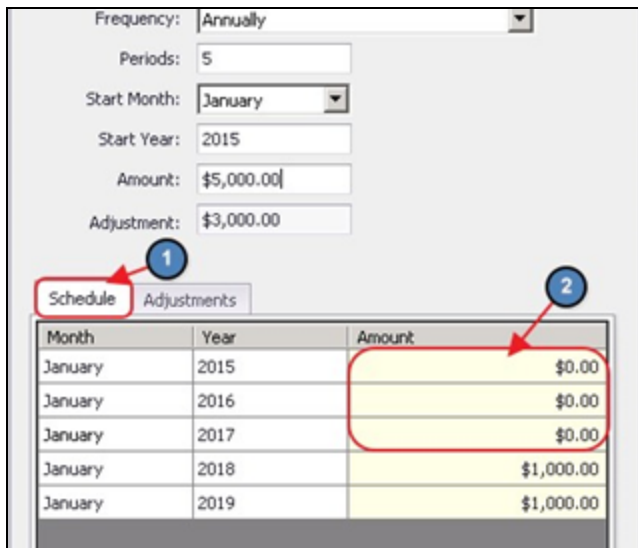 Frequency: Annually
Periods: 5
Start Month: January
Start Year: 2015
Amount: $5,000.00
Adjustment: $3,000.00
1
Schedule Adjustments
2
Month Year Amount
January 2015 $0.00
January 2016 $0.00
January 2017 $0.00
January 2018 $1,000.00
January 2019 $1,000.00